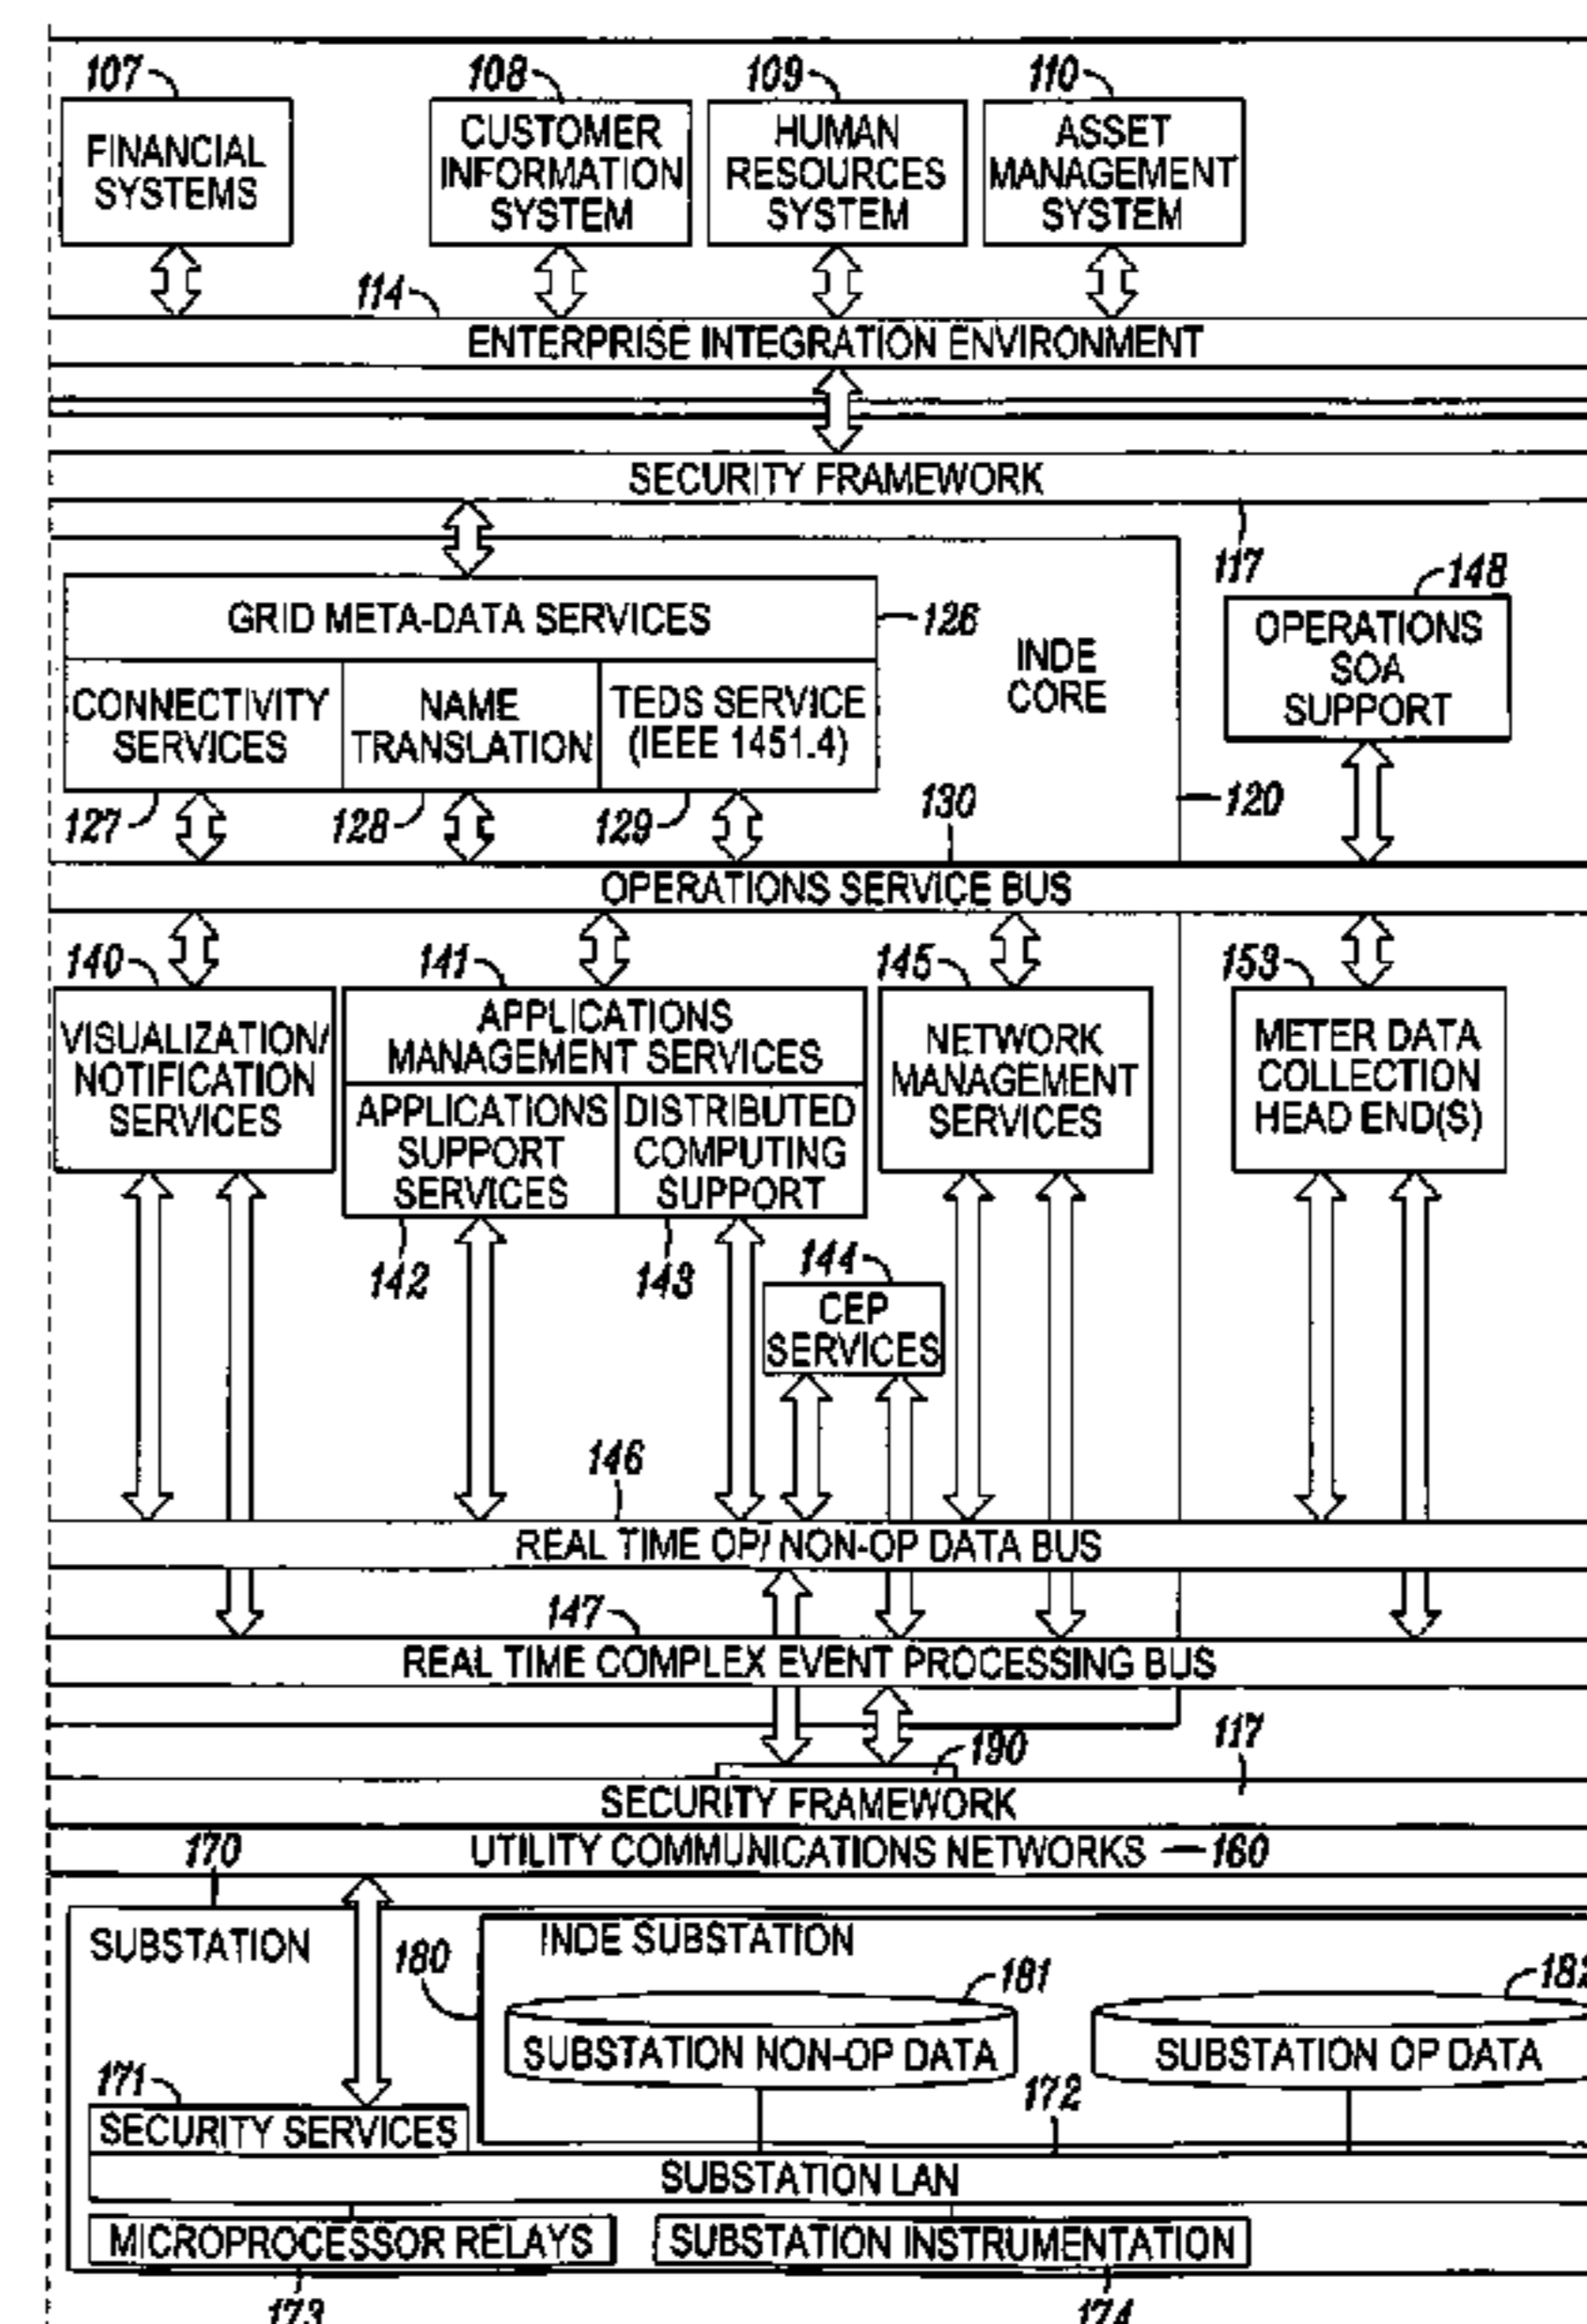 107
108
109
110
FINANCIAL
SYSTEMS
CUSTOMER
INFORMATION
SYSTEM
HUMAN
RESOURCES
SYSTEM
ASSET
MANAGEMENT
SYSTEM
114
ENTERPRISE INTEGRATION ENVIRONMENT
SECURITY FRAMEWORK
117
148
GRID META-DATA SERVICES
126
CONNECTIVITY
SERVICES
NAME
TRANSLATION
TEDS SERVICE
(IEEE 1451.4)
INDE
CORE
OPERATIONS
SOA
SUPPORT
127
128
129
130
120
OPERATIONS SERVICE BUS
140
141
145
153
VISUALIZATION/
NOTIFICATION
SERVICES
APPLICATIONS
MANAGEMENT SERVICES
APPLICATIONS
SUPPORT
SERVICES
DISTRIBUTED
COMPUTING
SUPPORT
NETWORK
MANAGEMENT
SERVICES
METER DATA
COLLECTION
HEAD END(S)
142
143
144
CEP
SERVICES
146
REAL TIME OP/ NON-OP DATA BUS
147
REAL TIME COMPLEX EVENT PROCESSING BUS
190
117
SECURITY FRAMEWORK
170
UTILITY COMMUNICATIONS NETWORKS
160
SUBSTATION
180
INDE SUBSTATION
181
182
SUBSTATION NON-OP DATA
SUBSTATION OP DATA
171
172
SECURITY SERVICES
SUBSTATION LAN
MICROPROCESSOR RELAYS
SUBSTATION INSTRUMENTATION
173
174